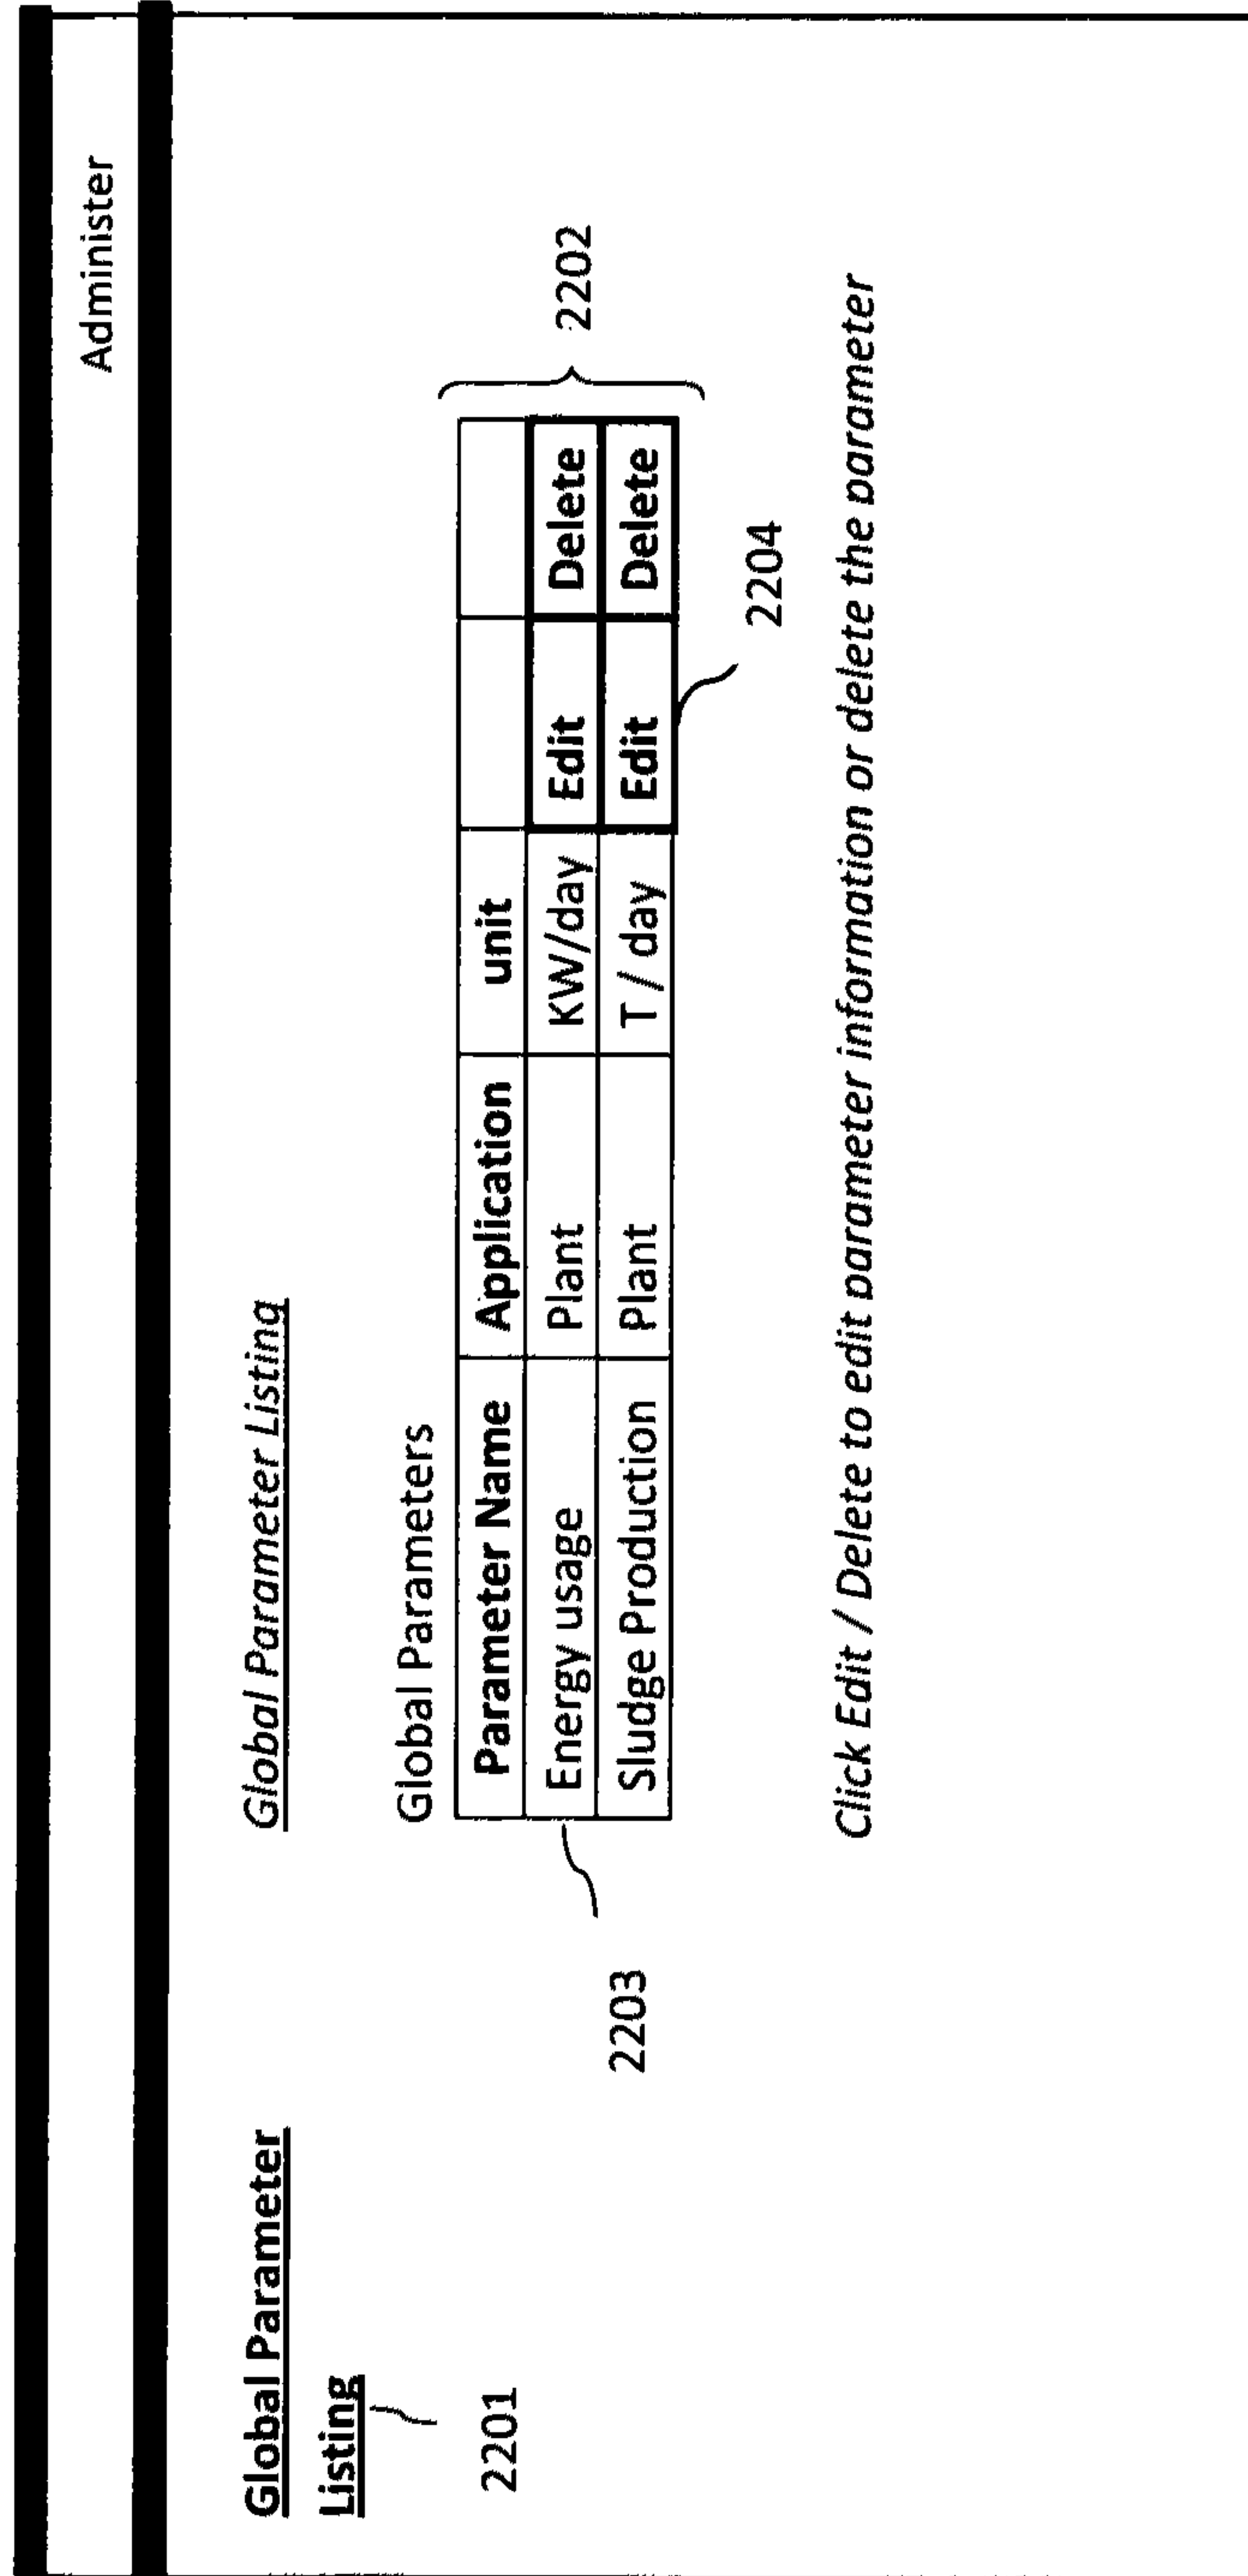 Administer
Global Parameter
Listing
2201
Global Parameter Listing
Global Parameters
Parameter Name Application unit
Energy usage Plant KW/day Edit Delete
Sludge Production Plant T / day Edit Delete
2202
2203
2204
Click Edit / Delete to edit parameter information or delete the parameter